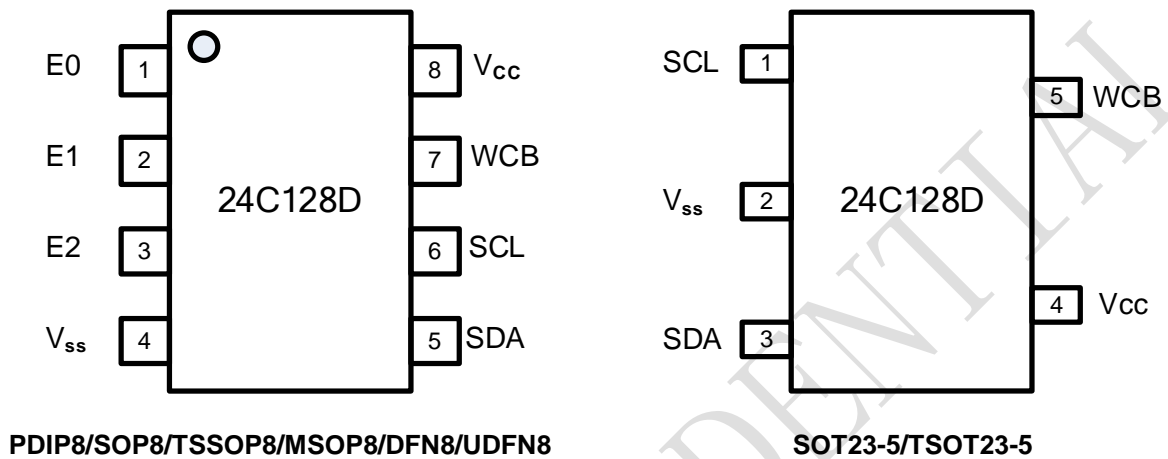 E0 1
E1 2
E2 3
Vss 4
24C128D
8 Vcc
7 WCB
6 SCL
5 SDA
PDIP8/SOP8/TSSOP8/MSOP8/DFN8/UDFN8
SCL 1
Vss 2
SDA 3
24C128D
5 WCB
4 Vcc
SOT23-5/TSOT23-5